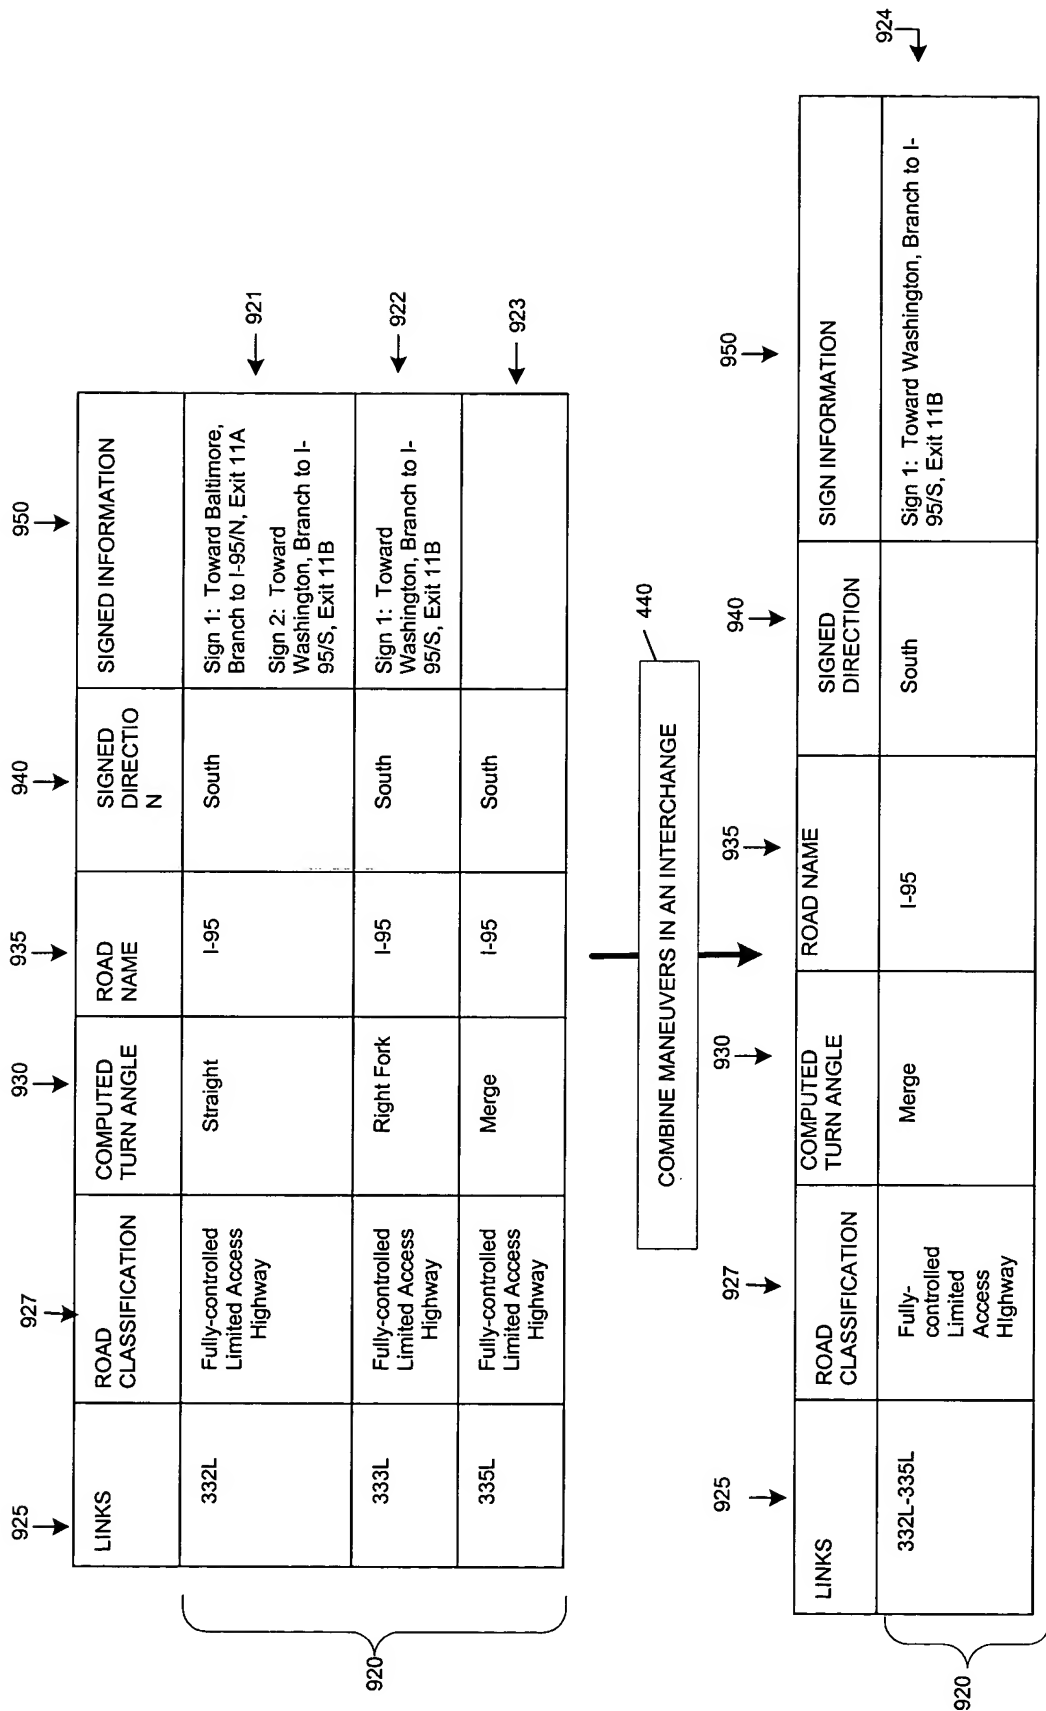 925
927
930
935
940
950
LINKS
ROAD
CLASSIFICATION
COMPUTED
TURN ANGLE
ROAD
NAME
SIGNED
DIRECTIO
N
SIGNED INFORMATION
332L
Fully-controlled
Limited Access
Highway
Straight
I-95
South
Sign 1: Toward Baltimore,
Branch to I-95/N, Exit 11A
Sign 2: Toward
Washington, Branch to I-
95/S, Exit 11B
921
333L
Fully-controlled
Limited Access
Highway
Right Fork
I-95
South
Sign 1: Toward
Washington, Branch to I-
95/S, Exit 11B
922
335L
Fully-controlled
Limited Access
Highway
Merge
I-95
South
923
920
COMBINE MANEUVERS IN AN INTERCHANGE
440
925
927
930
935
940
950
LINKS
ROAD
CLASSIFICATION
COMPUTED
TURN ANGLE
ROAD NAME
SIGNED
DIRECTION
SIGN INFORMATION
332L-335L
Fully-
controlled
Limited
Access
HIghway
Merge
I-95
South
Sign 1: Toward Washington, Branch to I-
95/S, Exit 11B
924
920